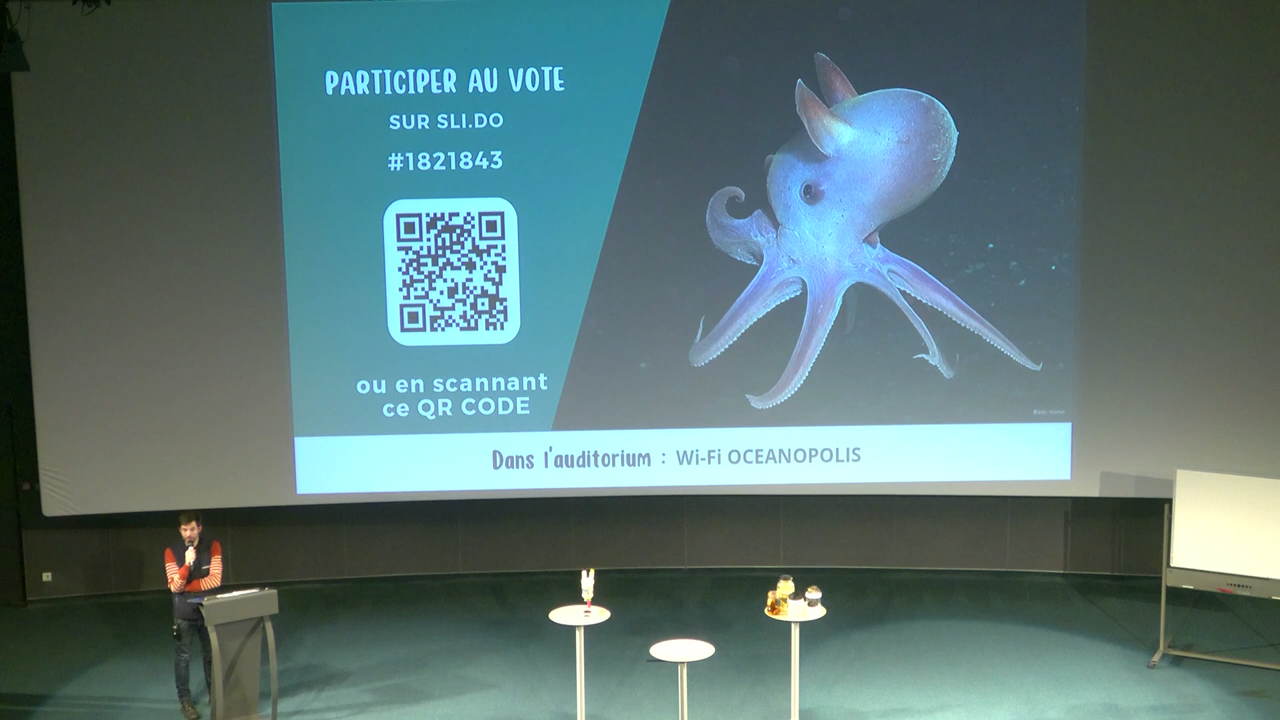 PARTICIPER AU VOTE
SUR SLI.DO
#1821843
ou en scannant
ce QR CODE
Dans l'auditorium : Wi-Fi OCEANOPOLIS